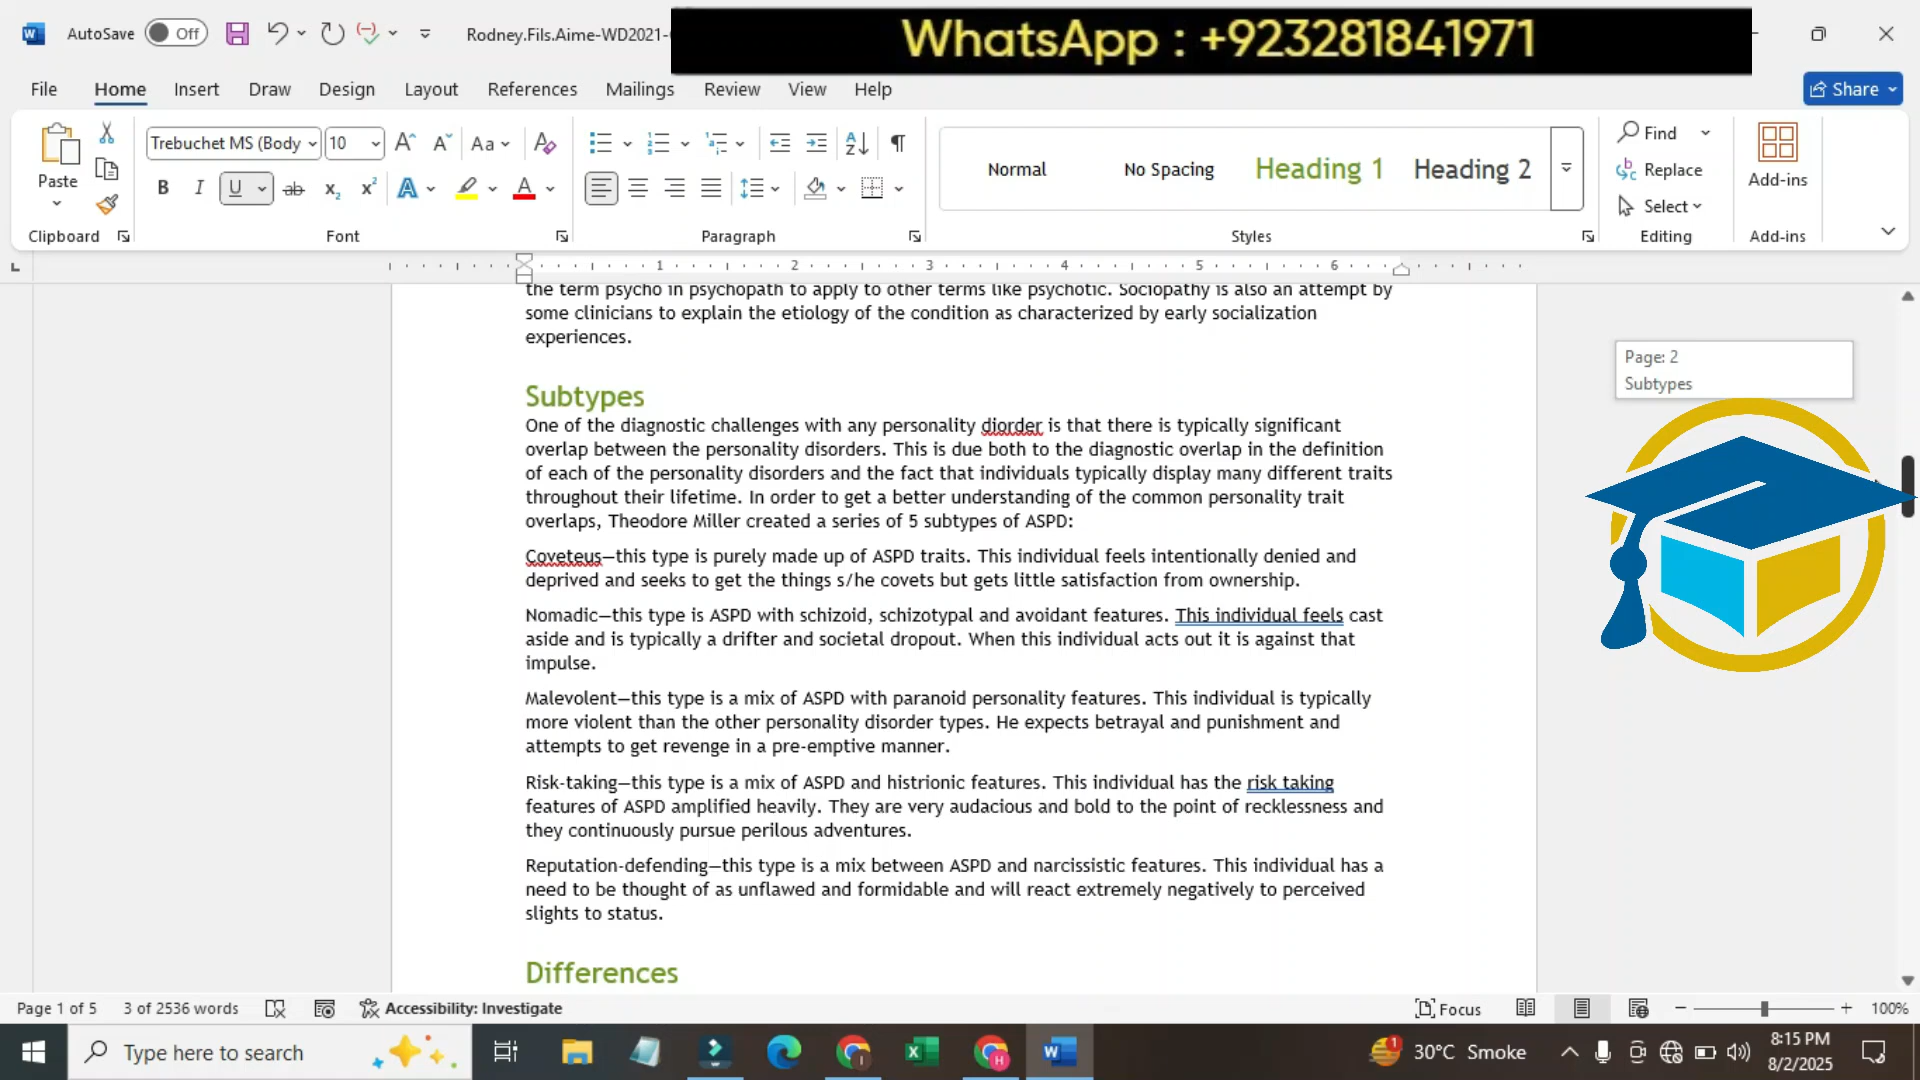 AutoSave Off Rodney.Fils.Aime-WD2021-
WhatsApp : +923281841971
File Home Insert Draw Design Layout References Mailings Review View Help Share
Paste Trebuchet MS (Body 10 Aa Normal No Spacing Heading 1 Heading 2 Find Replace Select Add-ins
Clipboard Font Paragraph Styles Editing Add-ins
1 2 3 4 5 6
the term psycho in psychopath to apply to other terms like psychotic. Sociopathy is also an attempt by
some clinicians to explain the etiology of the condition as characterized by early socialization
experiences.
Page: 2
Subtypes
Subtypes
One of the diagnostic challenges with any personality diorder is that there is typically significant
overlap between the personality disorders. This is due both to the diagnostic overlap in the definition
of each of the personality disorders and the fact that individuals typically display many different traits
throughout their lifetime. In order to get a better understanding of the common personality trait
overlaps, Theodore Miller created a series of 5 subtypes of ASPD:
Coveteus—this type is purely made up of ASPD traits. This individual feels intentionally denied and
deprived and seeks to get the things s/he covets but gets little satisfaction from ownership.
Nomadic—this type is ASPD with schizoid, schizotypal and avoidant features. This individual feels cast
aside and is typically a drifter and societal dropout. When this individual acts out it is against that
impulse.
Malevolent—this type is a mix of ASPD with paranoid personality features. This individual is typically
more violent than the other personality disorder types. He expects betrayal and punishment and
attempts to get revenge in a pre-emptive manner.
Risk-taking—this type is a mix of ASPD and histrionic features. This individual has the risk taking
features of ASPD amplified heavily. They are very audacious and bold to the point of recklessness and
they continuously pursue perilous adventures.
Reputation-defending—this type is a mix between ASPD and narcissistic features. This individual has a
need to be thought of as unflawed and formidable and will react extremely negatively to perceived
slights to status.
Differences
Page 1 of 5 3 of 2536 words Accessibility: Investigate Focus 100%
Type here to search 30°C Smoke 8:15 PM
8/2/2025